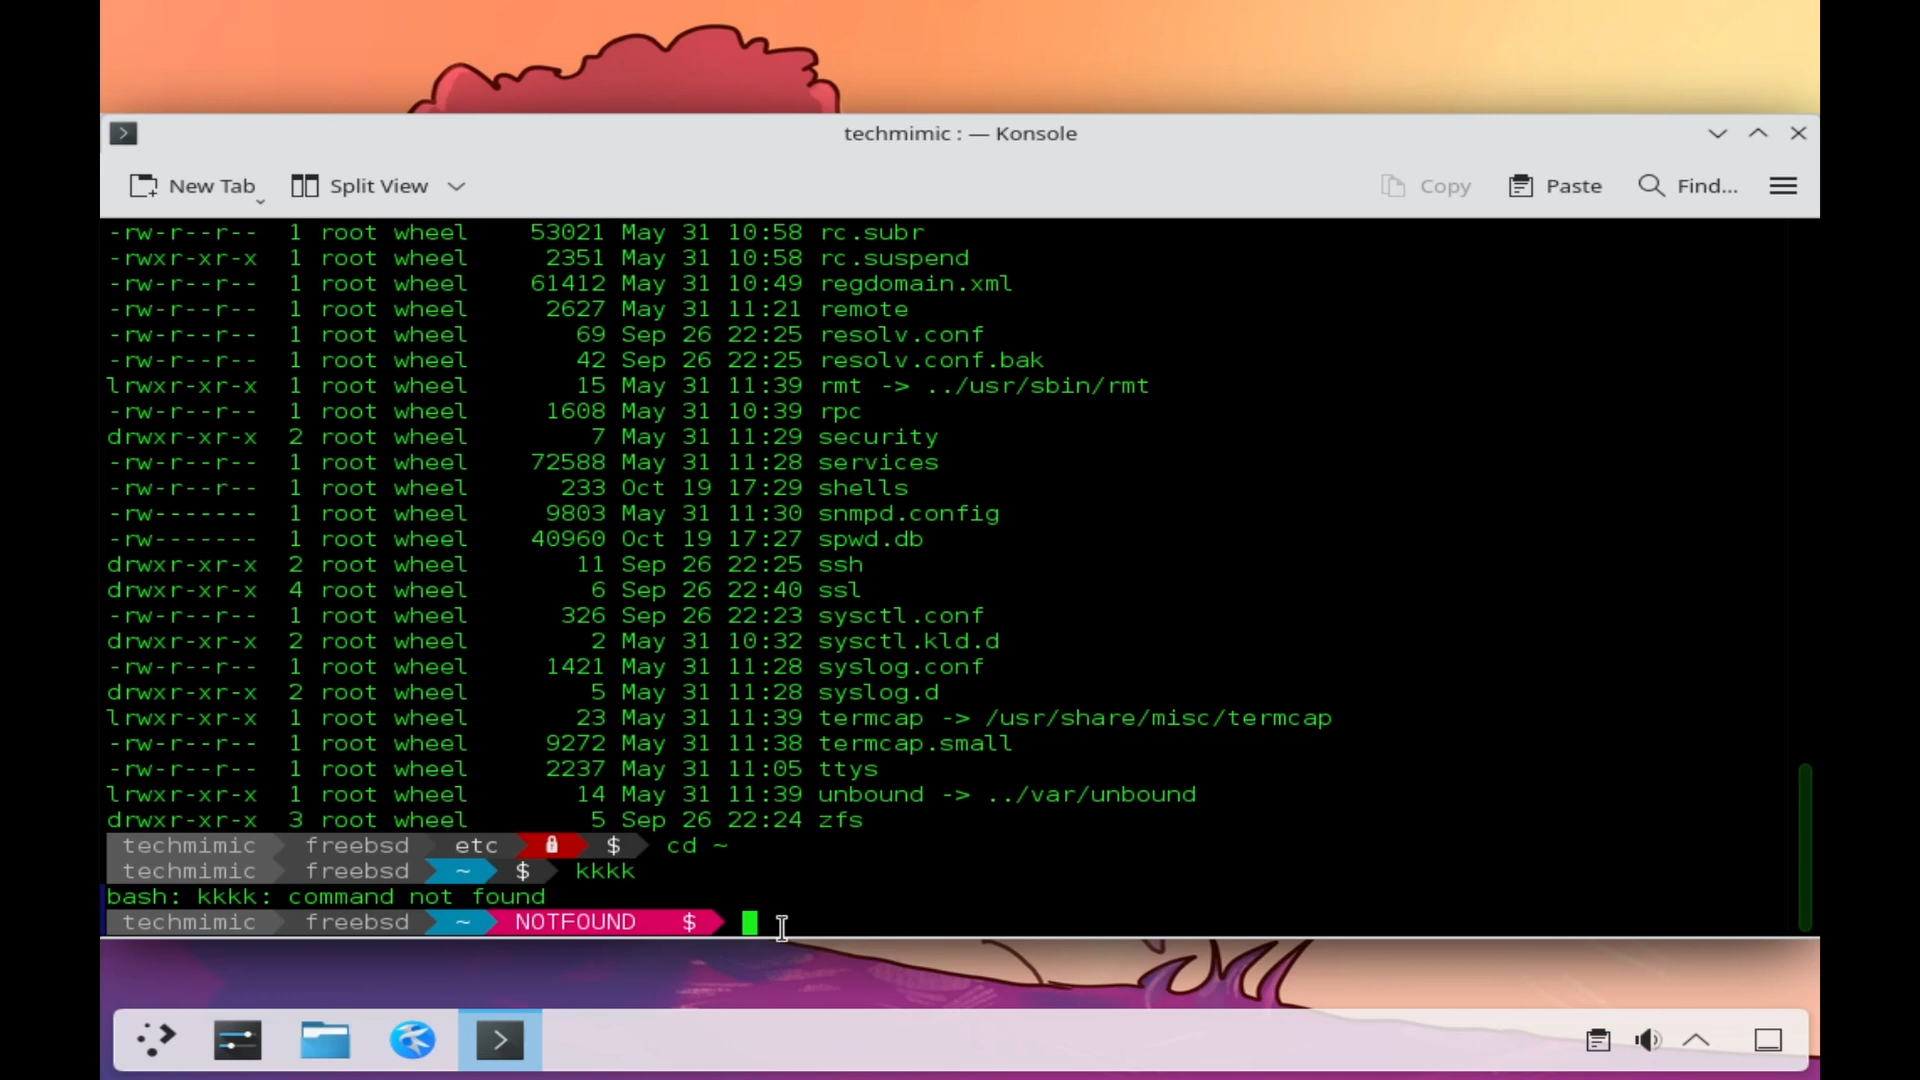 techmimic : — Konsole
New Tab Split View Copy Paste Find...
-rw-r--r-- 1 root wheel 53021 May 31 10:58 rc.subr
-rwxr-xr-x 1 root wheel 2351 May 31 10:58 rc.suspend
-rw-r--r-- 1 root wheel 61412 May 31 10:49 regdomain.xml
-rw-r--r-- 1 root wheel 2627 May 31 11:21 remote
-rw-r--r-- 1 root wheel 69 Sep 26 22:25 resolv.conf
-rw-r--r-- 1 root wheel 42 Sep 26 22:25 resolv.conf.bak
lrwxr-xr-x 1 root wheel 15 May 31 11:39 rmt -> ../usr/sbin/rmt
-rw-r--r-- 1 root wheel 1608 May 31 10:39 rpc
drwxr-xr-x 2 root wheel 7 May 31 11:29 security
-rw-r--r-- 1 root wheel 72588 May 31 11:28 services
-rw-r--r-- 1 root wheel 233 Oct 19 17:29 shells
-rw------- 1 root wheel 9803 May 31 11:30 snmpd.config
-rw------- 1 root wheel 40960 Oct 19 17:27 spwd.db
drwxr-xr-x 2 root wheel 11 Sep 26 22:25 ssh
drwxr-xr-x 4 root wheel 6 Sep 26 22:40 ssl
-rw-r--r-- 1 root wheel 326 Sep 26 22:23 sysctl.conf
drwxr-xr-x 2 root wheel 2 May 31 10:32 sysctl.kld.d
-rw-r--r-- 1 root wheel 1421 May 31 11:28 syslog.conf
drwxr-xr-x 2 root wheel 5 May 31 11:28 syslog.d
lrwxr-xr-x 1 root wheel 23 May 31 11:39 termcap -> /usr/share/misc/termcap
-rw-r--r-- 1 root wheel 9272 May 31 11:38 termcap.small
-rw-r--r-- 1 root wheel 2237 May 31 11:05 ttys
lrwxr-xr-x 1 root wheel 14 May 31 11:39 unbound -> ../var/unbound
drwxr-xr-x 3 root wheel 5 Sep 26 22:24 zfs
techmimic freebsd etc $ cd ~
techmimic freebsd ~ $ kkkk
bash: kkkk: command not found
techmimic freebsd ~ NOTFOUND $